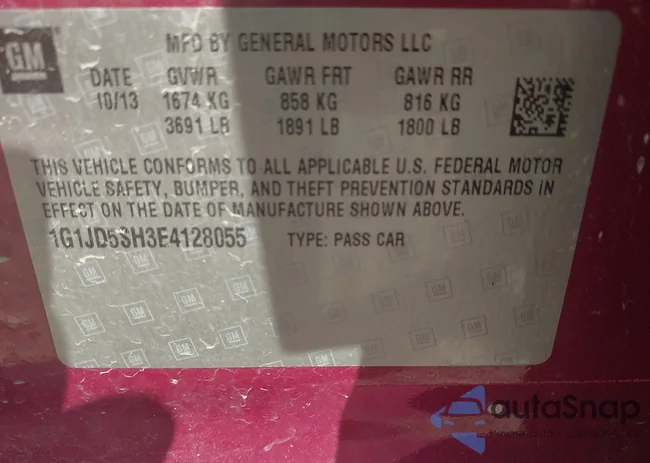 GM
MFD BY GENERAL MOTORS LLC
DATE GVWR GAWR FRT GAWR RR
10/13 1674 KG 858 KG 816 KG
3691 LB 1891 LB 1800 LB
THIS VEHICLE CONFORMS TO ALL APPLICABLE U.S. FEDERAL MOTOR
VEHICLE SAFETY, BUMPER, AND THEFT PREVENTION STANDARDS IN
EFFECT ON THE DATE OF MANUFACTURE SHOWN ABOVE.
1G1JD5SH3E4128055 TYPE: PASS CAR
autaSnap